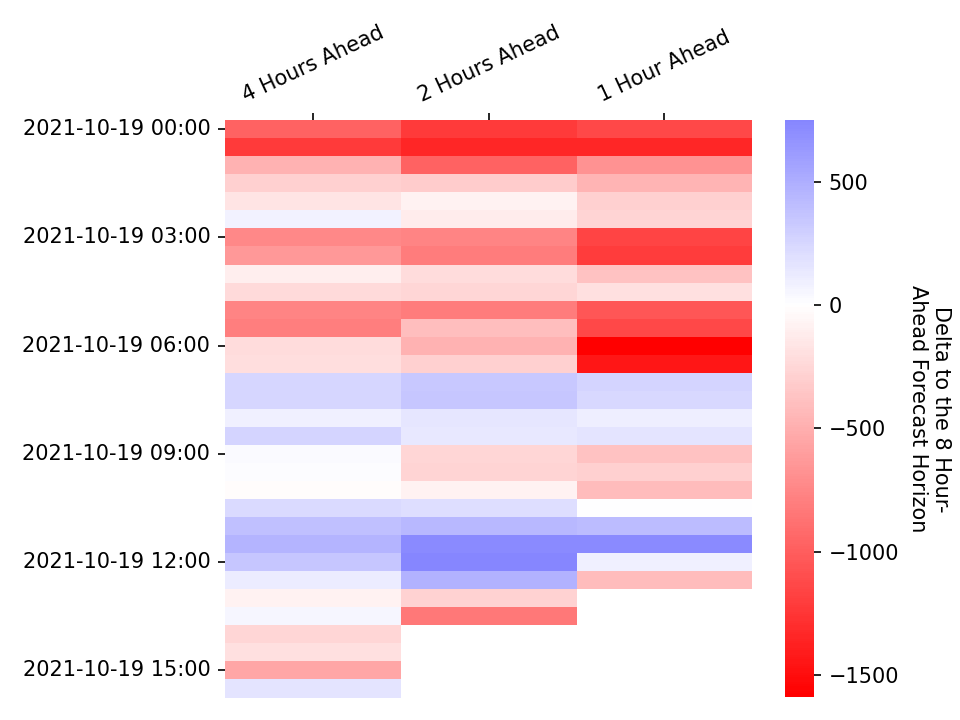 4 Hours Ahead
2 Hours Ahead
1 Hour Ahead
2021-10-19 00:00
2021-10-19 03:00
2021-10-19 06:00
2021-10-19 09:00
2021-10-19 12:00
2021-10-19 15:00
500
0
−500
−1000
−1500
Delta to the 8 Hour-
Ahead Forecast Horizon